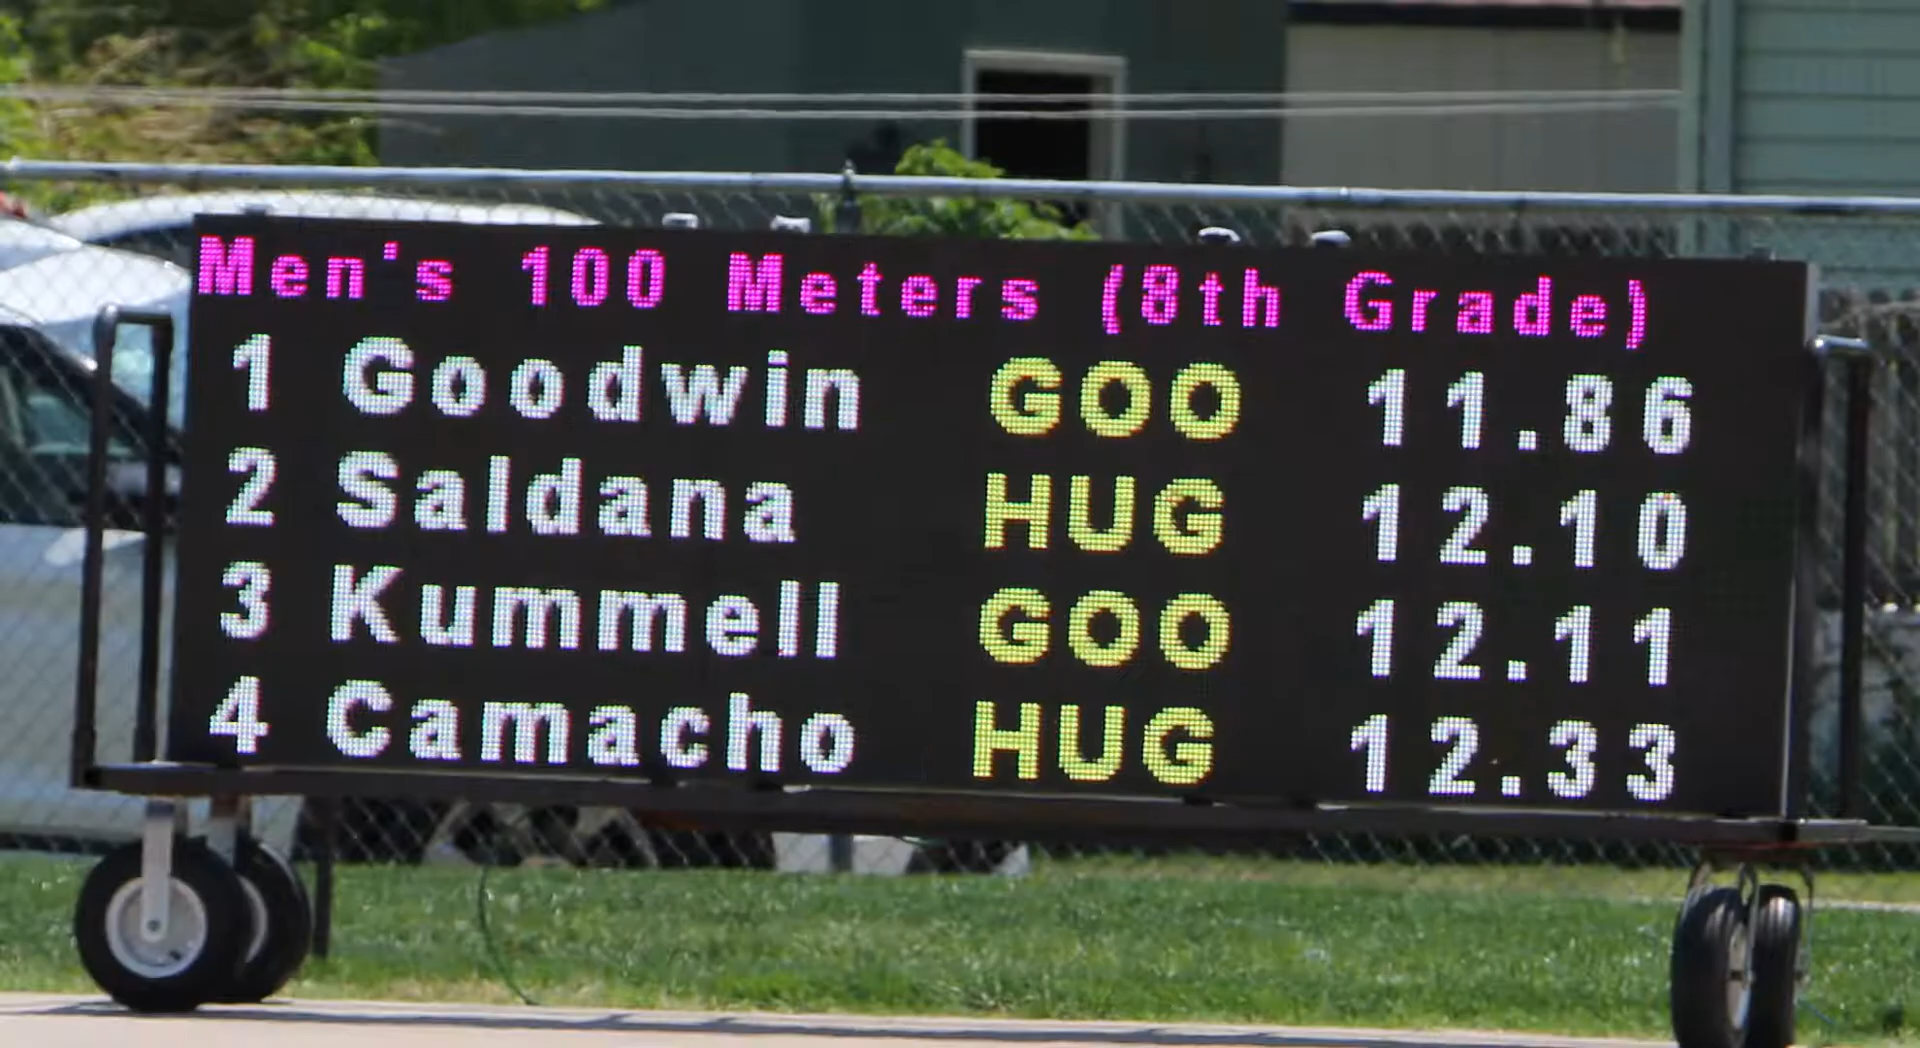 Men's 100 Meters (8th Grade)
1 Goodwin GOO 11.86
2 Saldana HUG 12.10
3 Kummell GOO 12.11
4 Camacho HUG 12.33